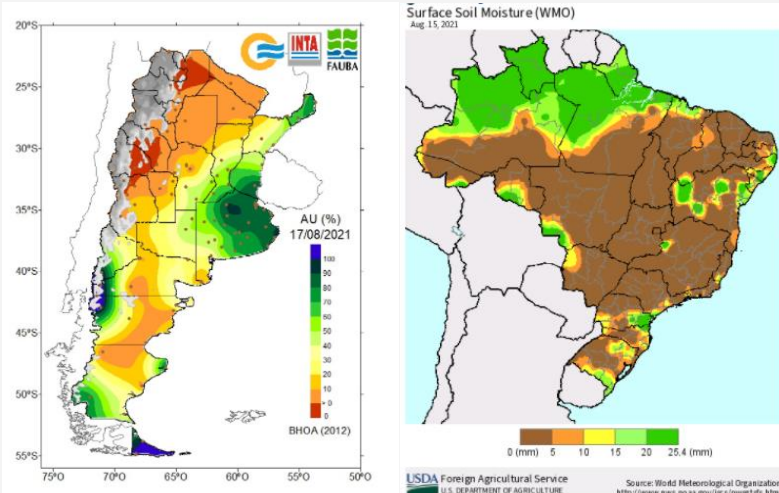 20°S
25°S
30°S
35°S
40°S
45°S
50°S
55°S
75°O
70°O
65°O
60°O
55°O
50°O
INTA
FAUBA
AU (%)
17/08/2021
100
90
80
70
60
50
40
30
20
10
+ 0
0
BHOA (2012)
Surface Soil Moisture (WMO)
Aug. 15, 2021
0 (mm) 5 10 15 20 25.4 (mm)
USDA Foreign Agricultural Service
U.S. DEPARTMENT OF AGRICULTURE
Source: World Meteorological Organization